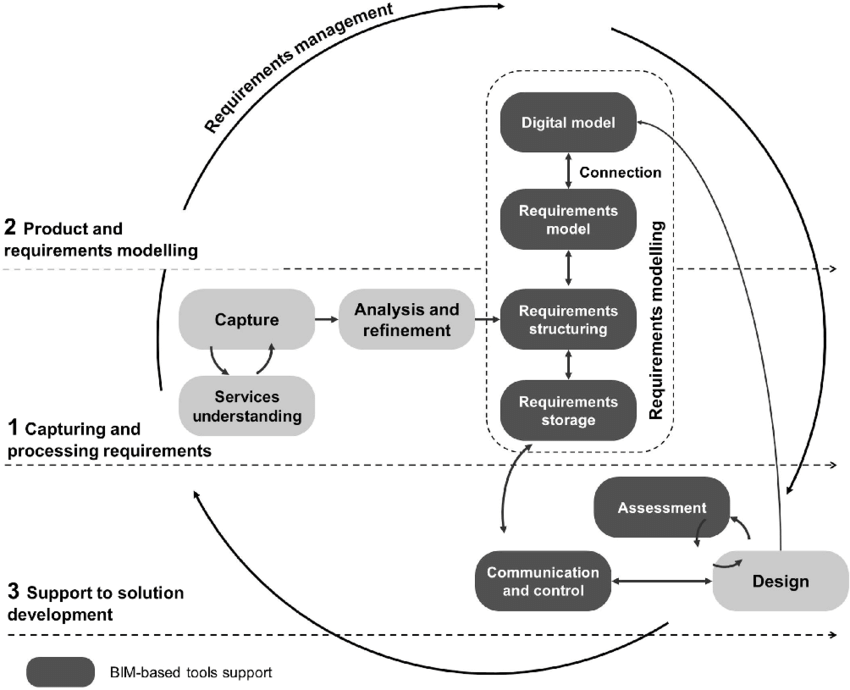 Requirements management
Digital model
Connection
Requirements
model
Requirements modelling
2 Product and
requirements modelling
Capture
Analysis and
refinement
Requirements
structuring
Services
understanding
Requirements
storage
1 Capturing and
processing requirements
Assessment
Communication
and control
Design
3 Support to solution
development
BIM-based tools support